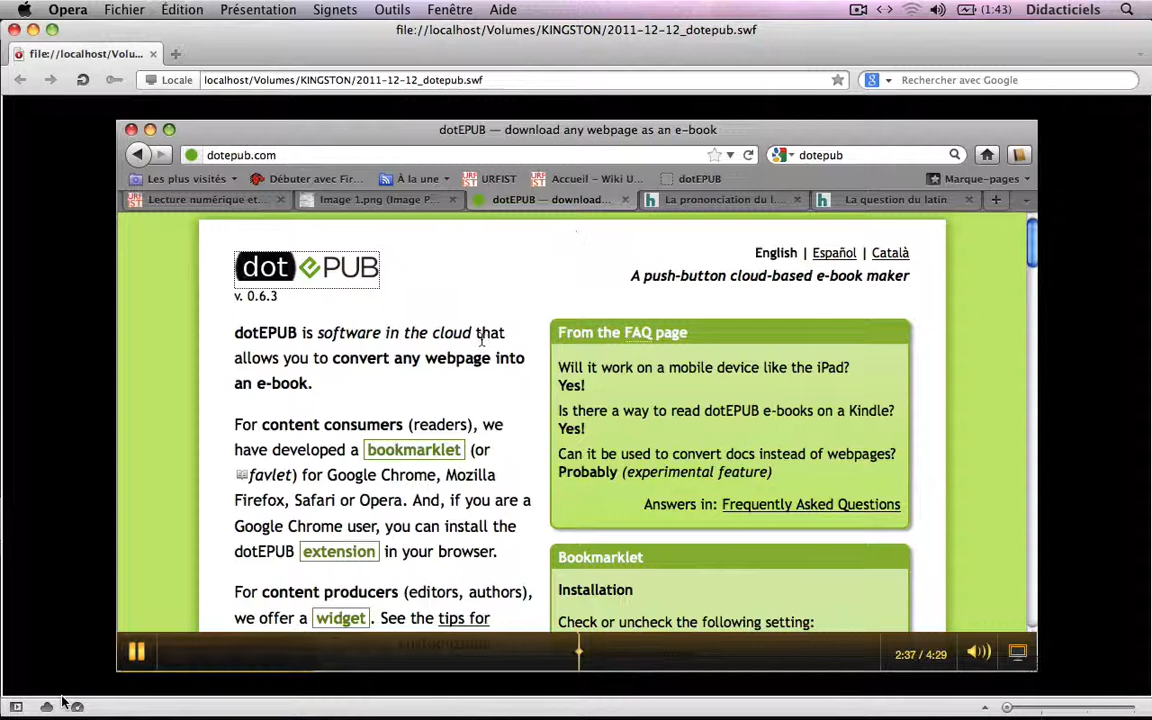 Opera Fichier Édition Présentation Signets Outils Fenêtre Aide (1:43) Didacticiels
file://localhost/Volumes/KINGSTON/2011-12-12_dotepub.swf
file://localhost/Volu...
Locale localhost/Volumes/KINGSTON/2011-12-12_dotepub.swf Rechercher avec Google
dotEPUB — download any webpage as an e-book
dotepub.com dotepub
Les plus visités Débuter avec Fir... À la une URFIST Accueil – Wiki U... dotEPUB Marque-pages
Lecture numérique et... Image 1.png (Image P... dotEPUB — download... La prononciation du l... La question du latin
dot ePUB
v. 0.6.3
English | Español | Català
A push-button cloud-based e-book maker
dotEPUB is software in the cloud that
allows you to convert any webpage into
an e-book.
For content consumers (readers), we
have developed a bookmarklet (or
favlet) for Google Chrome, Mozilla
Firefox, Safari or Opera. And, if you are a
Google Chrome user, you can install the
dotEPUB extension in your browser.
For content producers (editors, authors),
we offer a widget. See the tips for
From the FAQ page
Will it work on a mobile device like the iPad?
Yes!
Is there a way to read dotEPUB e-books on a Kindle?
Yes!
Can it be used to convert docs instead of webpages?
Probably (experimental feature)
Answers in: Frequently Asked Questions
Bookmarklet
Installation
Check or uncheck the following setting:
2:37 / 4:29